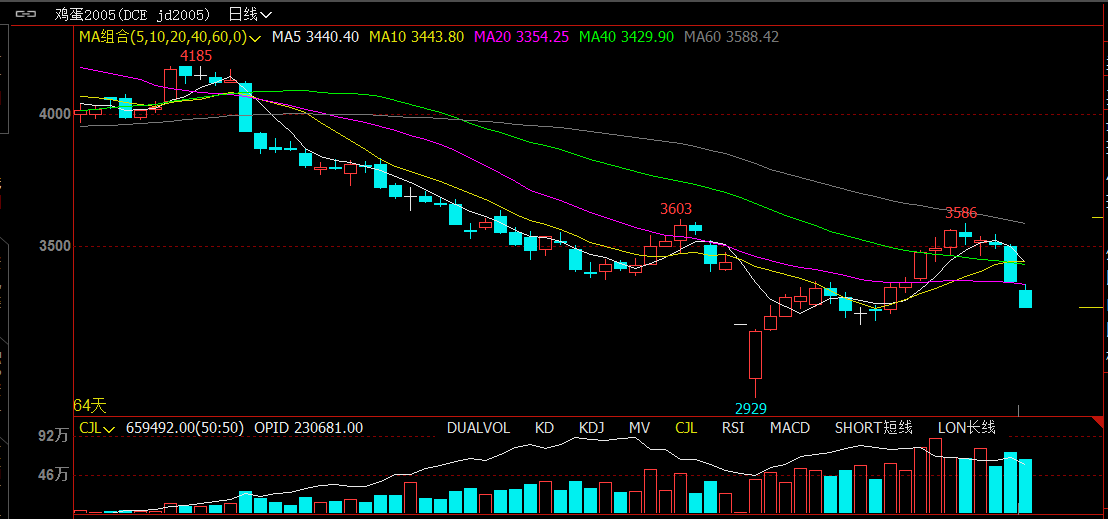 鸡蛋2005(DCE jd2005) 日线
MA组合(5,10,20,40,60,0) MA5 3440.40 MA10 3443.80 MA20 3354.25 MA40 3429.90 MA60 3588.42
4185
4000
3603
3586
3500
2929
64天
CJL 659492.00(50:50) OPID 230681.00 DUALVOL KD KDJ MV CJL RSI MACD SHORT短线 LON长线
92万
46万